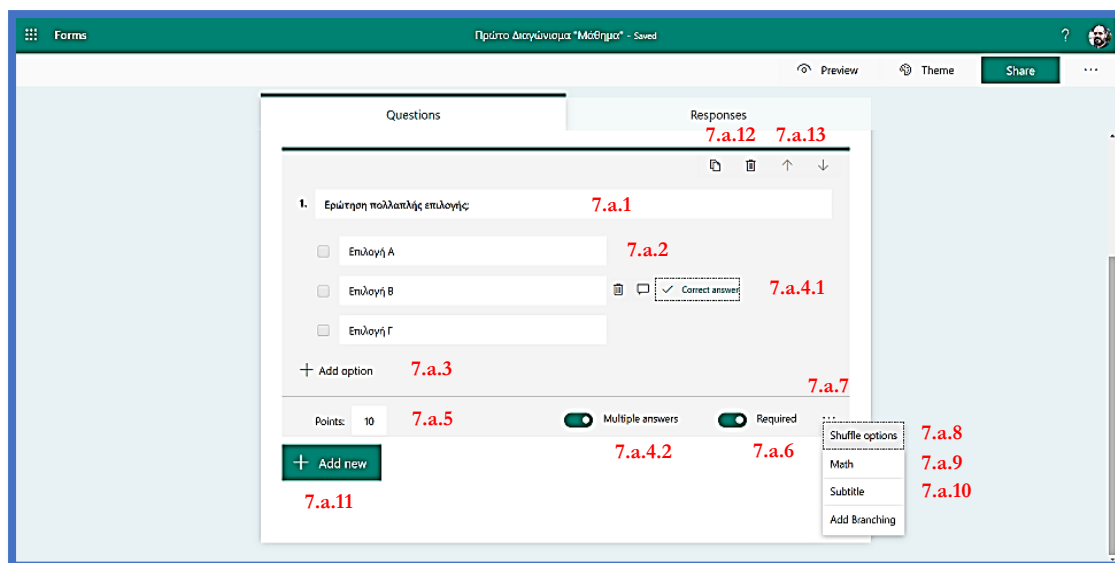 Forms Πρώτο Διαγώνισμα "Μάθημα" - Saved ?
Preview Theme Share ...
Questions Responses
7.a.12 7.a.13
1. Ερώτηση πολλαπλής επιλογής; 7.a.1
Επιλογή Α 7.a.2
Επιλογή Β Correct answer 7.a.4.1
Επιλογή Γ
+ Add option 7.a.3
7.a.7
Points: 10 7.a.5 Multiple answers Required ...
Shuffle options 7.a.8
7.a.4.2 7.a.6
+ Add new Math 7.a.9
Subtitle 7.a.10
7.a.11
Add Branching